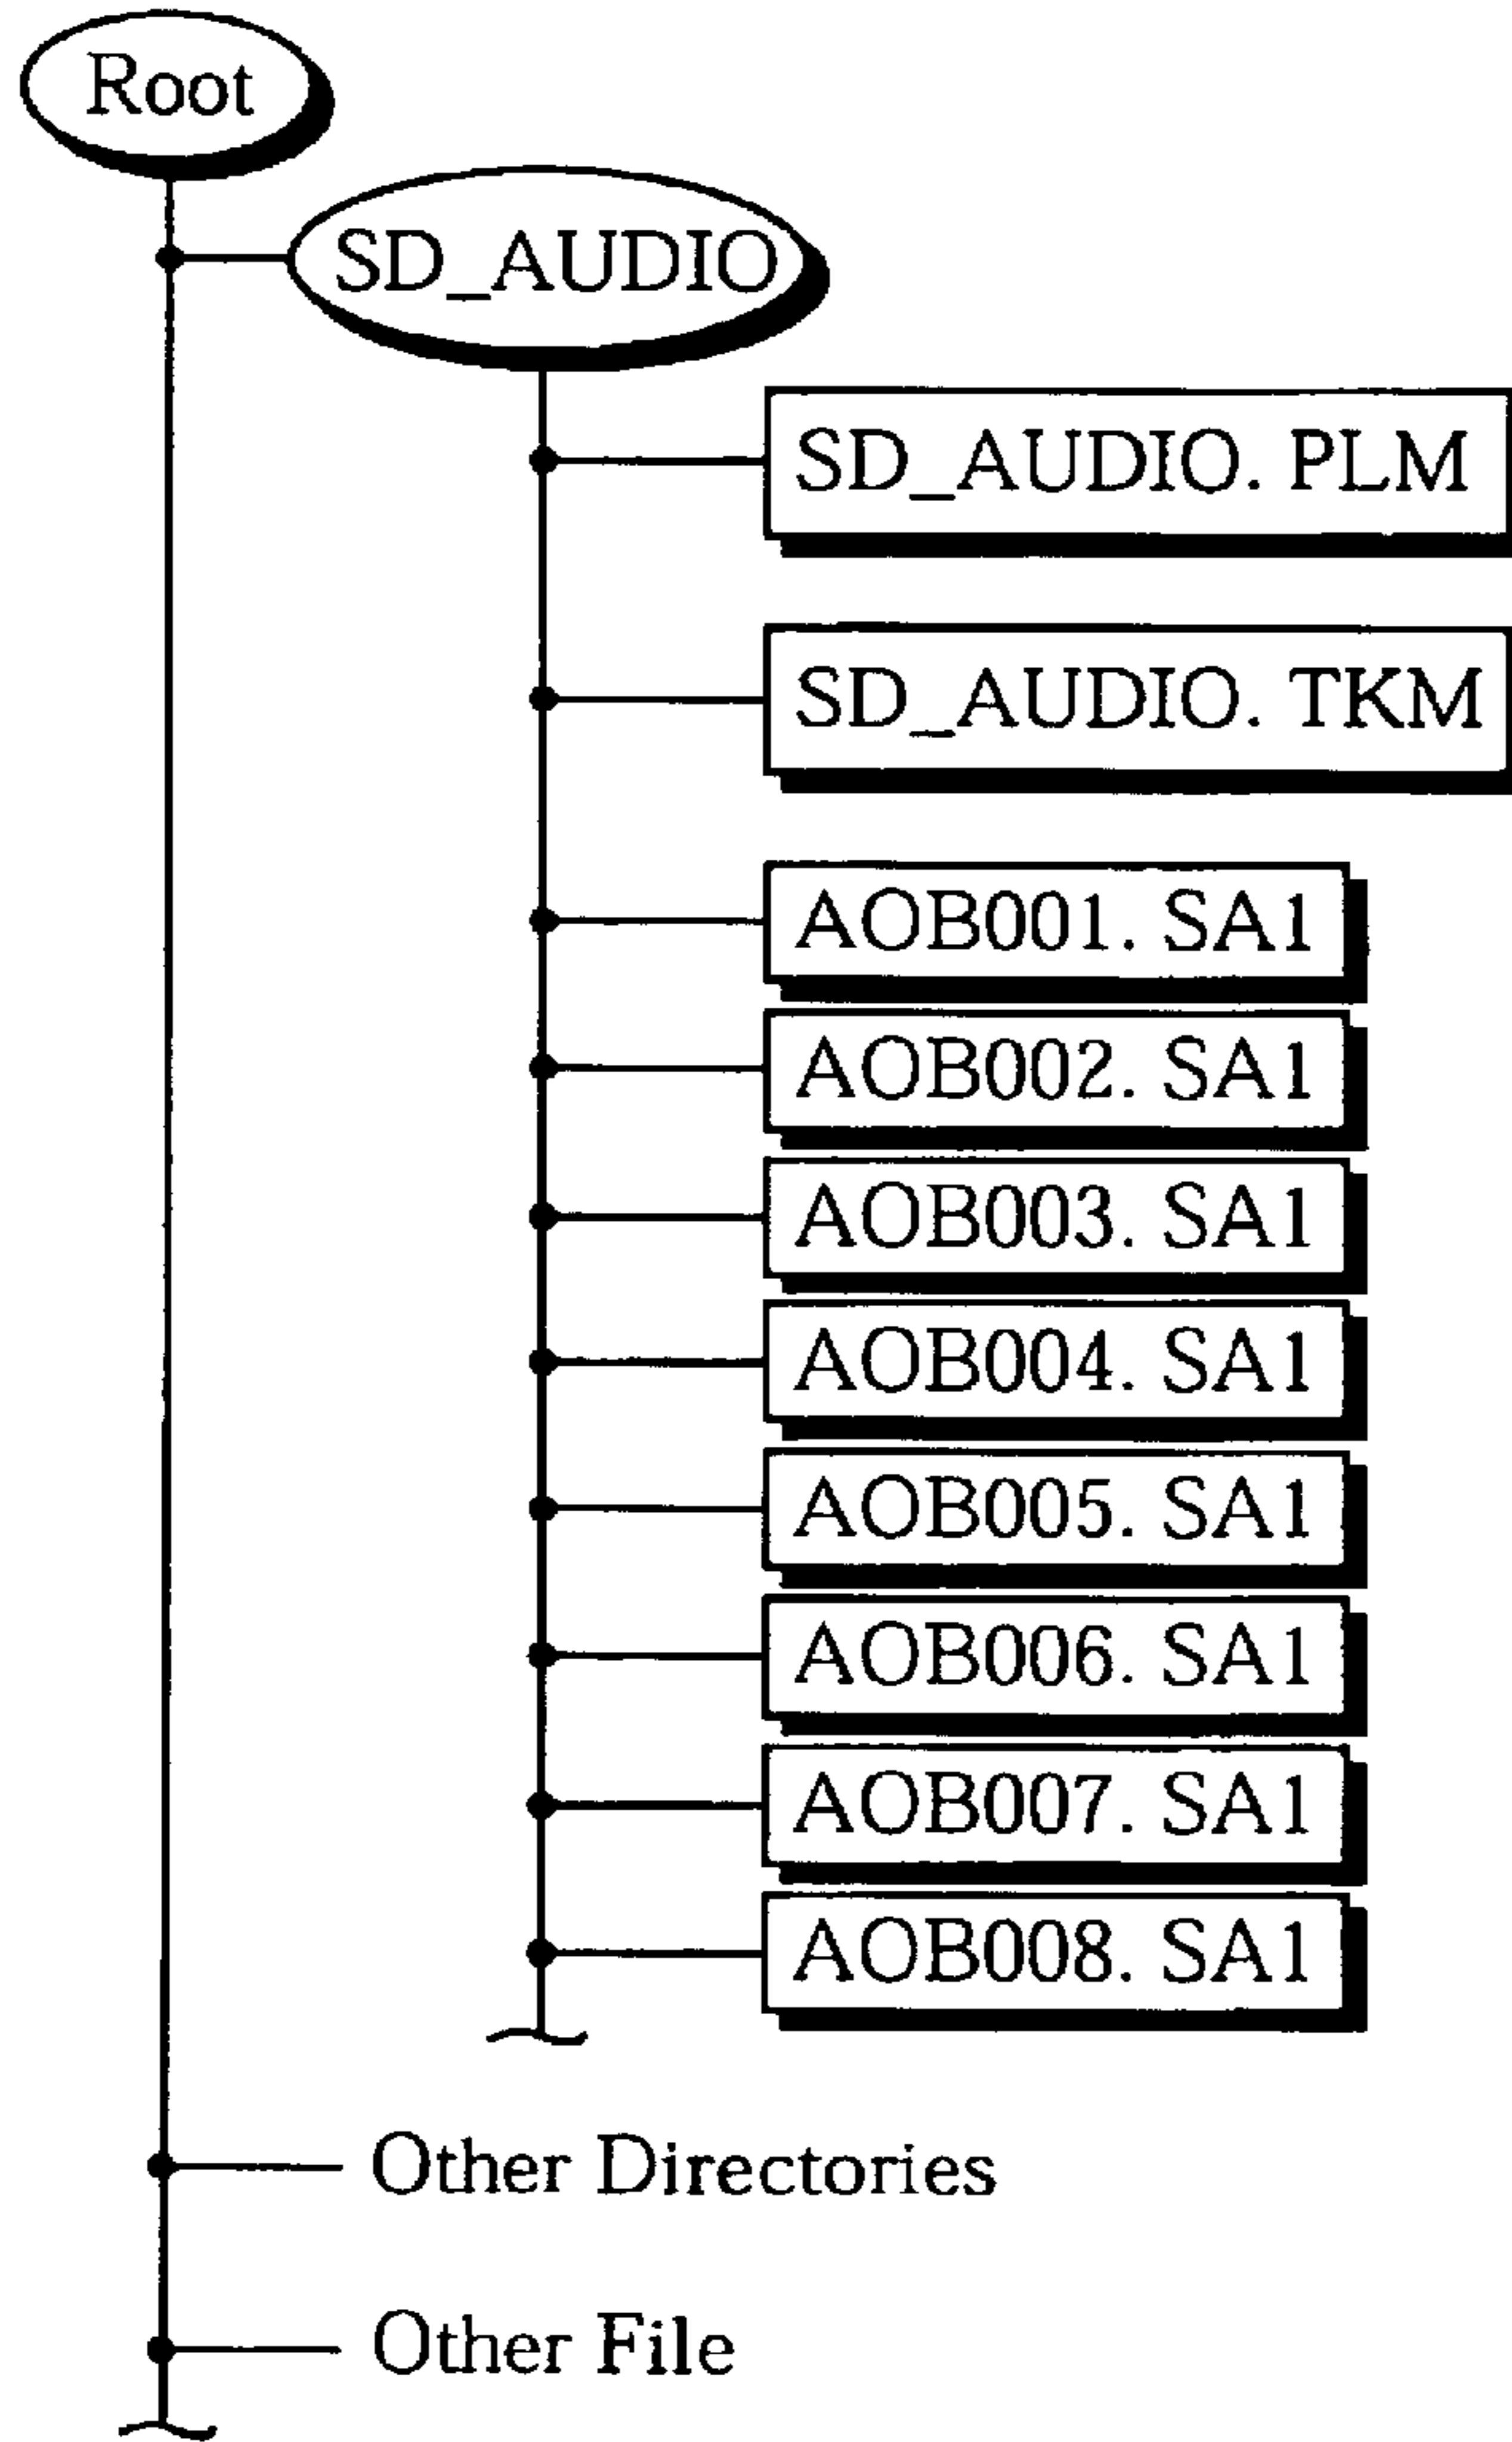 Root
SD_AUDIO
SD_AUDIO. PLM
SD_AUDIO. TKM
AOB001. SA1
AOB002. SA1
AOB003. SA1
AOB004. SA1
AOB005. SA1
AOB006. SA1
AOB007. SA1
AOB008. SA1
Other Directories
Other File